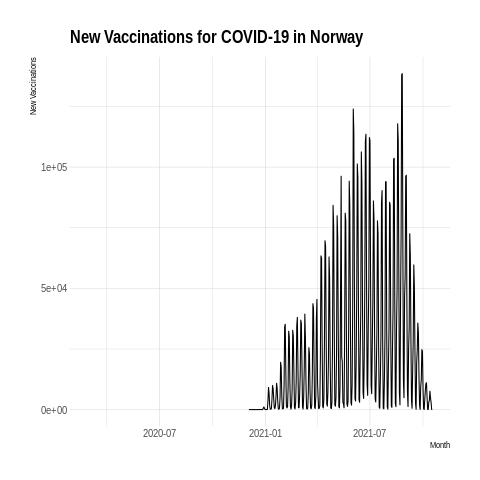 New Vaccinations for COVID-19 in Norway
New Vaccinations
1e+05
5e+04
0e+00
2020-07 2021-01 2021-07
Month